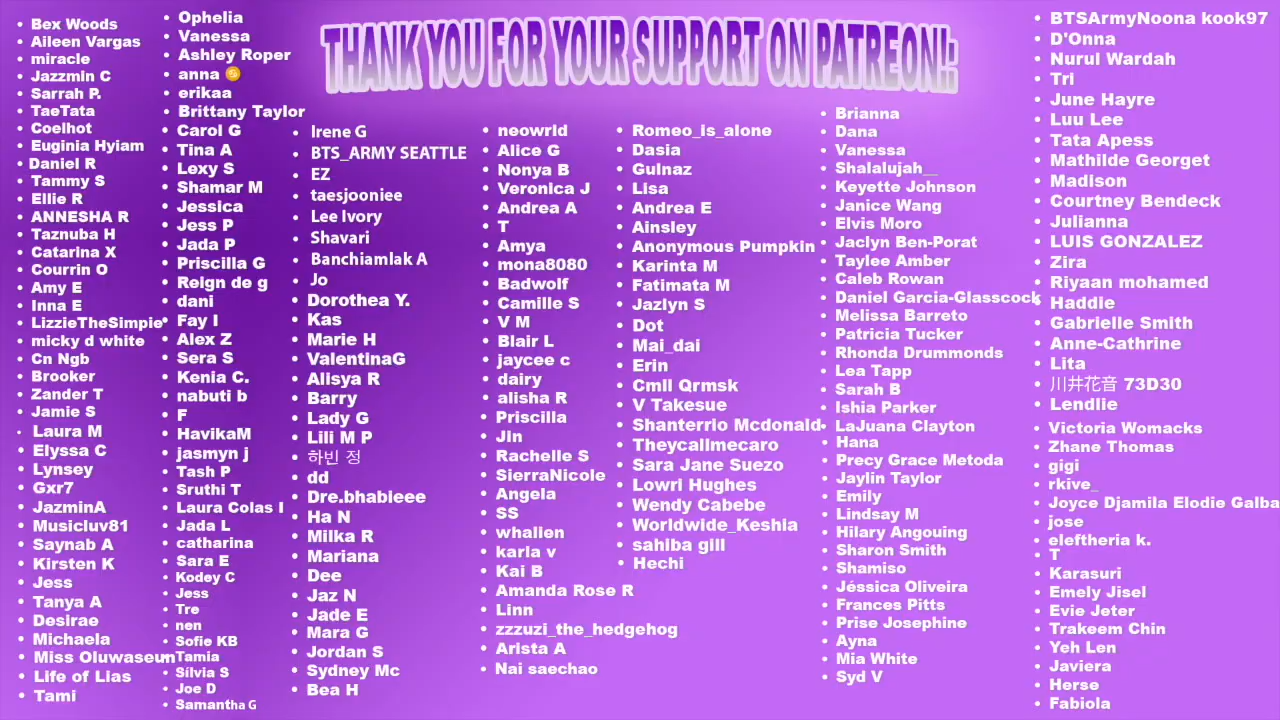 THANK YOU FOR YOUR SUPPORT ON PATREON!:
• Bex Woods
• Aileen Vargas
• miracle
• Jazzmin C
• Sarrah P.
• TaeTata
• Coelhot
• Euginia Hyiam
• Daniel R
• Tammy S
• Ellie R
• ANNESHA R
• Taznuba H
• Catarina X
• Courrin O
• Amy E
• Inna E
• LizzieTheSimpie
• micky d white
• Cn Ngb
• Brooker
• Zander T
• Jamie S
• Laura M
• Elyssa C
• Lynsey
• Gxr7
• JazminA
• Musicluv81
• Saynab A
• Kirsten K
• Jess
• Tanya A
• Desirae
• Michaela
• Miss Oluwaseun
• Life of Lias
• Tami
• Ophelia
• Vanessa
• Ashley Roper
• anna ♋
• erikaa
• Brittany Taylor
• Carol G
• Tina A
• Lexy S
• Shamar M
• Jessica
• Jess P
• Jada P
• Priscilla G
• Reign de g
• dani
• Fay I
• Alex Z
• Sera S
• Kenia C.
• nabuti b
• F
• HavikaM
• jasmyn j
• Tash P
• Sruthi T
• Laura Colas I
• Jada L
• catharina
• Sara E
• Kodey C
• Jess
• Tre
• nen
• Sofie KB
• Tamia
• Sílvia S
• Joe D
• Samantha G
• Irene G
• BTS_ARMY SEATTLE
• EZ
• taesjooniee
• Lee Ivory
• Shavari
• Banchiamlak A
• Jo
• Dorothea Y.
• Kas
• Marie H
• ValentinaG
• Alisya R
• Barry
• Lady G
• Lili M P
• 하빈 정
• dd
• Dre.bhabieee
• Ha N
• Milka R
• Mariana
• Dee
• Jaz N
• Jade E
• Mara G
• Jordan S
• Sydney Mc
• Bea H
• neowrld
• Alice G
• Nonya B
• Veronica J
• Andrea A
• T
• Amya
• mona8080
• Badwolf
• Camille S
• V M
• Blair L
• jaycee c
• dairy
• alisha R
• Priscilla
• Jin
• Rachelle S
• SierraNicole
• Angela
• SS
• whallen
• karla v
• Kai B
• Amanda Rose R
• Linn
• zzzuzi_the_hedgehog
• Arista A
• Nai saechao
• Romeo_is_alone
• Dasia
• Gulnaz
• Lisa
• Andrea E
• Ainsley
• Anonymous Pumpkin
• Karinta M
• Fatimata M
• Jazlyn S
• Dot
• Mai_dai
• Erin
• Cmil Qrmsk
• V Takesue
• Shanterrio Mcdonald
• Theycallmecaro
• Sara Jane Suezo
• Lowri Hughes
• Wendy Cabebe
• Worldwide_Keshia
• sahiba gill
• Hechi
• Brianna
• Dana
• Vanessa
• Shalalujah__
• Keyette Johnson
• Janice Wang
• Elvis Moro
• Jaclyn Ben-Porat
• Taylee Amber
• Caleb Rowan
• Daniel Garcia-Glasscock
• Melissa Barreto
• Patricia Tucker
• Rhonda Drummonds
• Lea Tapp
• Sarah B
• Ishia Parker
• LaJuana Clayton
• Hana
• Precy Grace Metoda
• Jaylin Taylor
• Emily
• Lindsay M
• Hilary Angouing
• Sharon Smith
• Shamiso
• Jéssica Oliveira
• Frances Pitts
• Prise Josephine
• Ayna
• Mia White
• Syd V
• BTSArmyNoona kook97
• D'Onna
• Nurul Wardah
• Tri
• June Hayre
• Luu Lee
• Tata Apess
• Mathilde Georget
• Madison
• Courtney Bendeck
• Julianna
• LUIS GONZALEZ
• Zira
• Riyaan mohamed
• Haddie
• Gabrielle Smith
• Anne-Cathrine
• Lita
• 川井花音 73D30
• Lendlie
• Victoria Womacks
• Zhane Thomas
• gigi
• rkive_
• Joyce Djamila Elodie Galba
• jose
• eleftheria k.
• T
• Karasuri
• Emely Jisel
• Evie Jeter
• Trakeem Chin
• Yeh Len
• Javiera
• Herse
• Fabiola